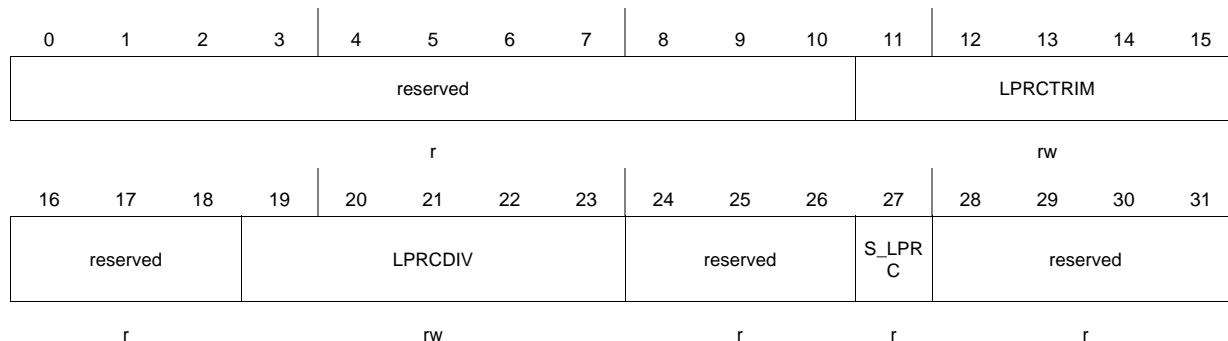 0 1 2 3 4 5 6 7 8 9 10 11 12 13 14 15
reserved LPRCTRIM
r rw
16 17 18 19 20 21 22 23 24 25 26 27 28 29 30 31
reserved LPRCDIV reserved S_LPR
C reserved
r rw r r r